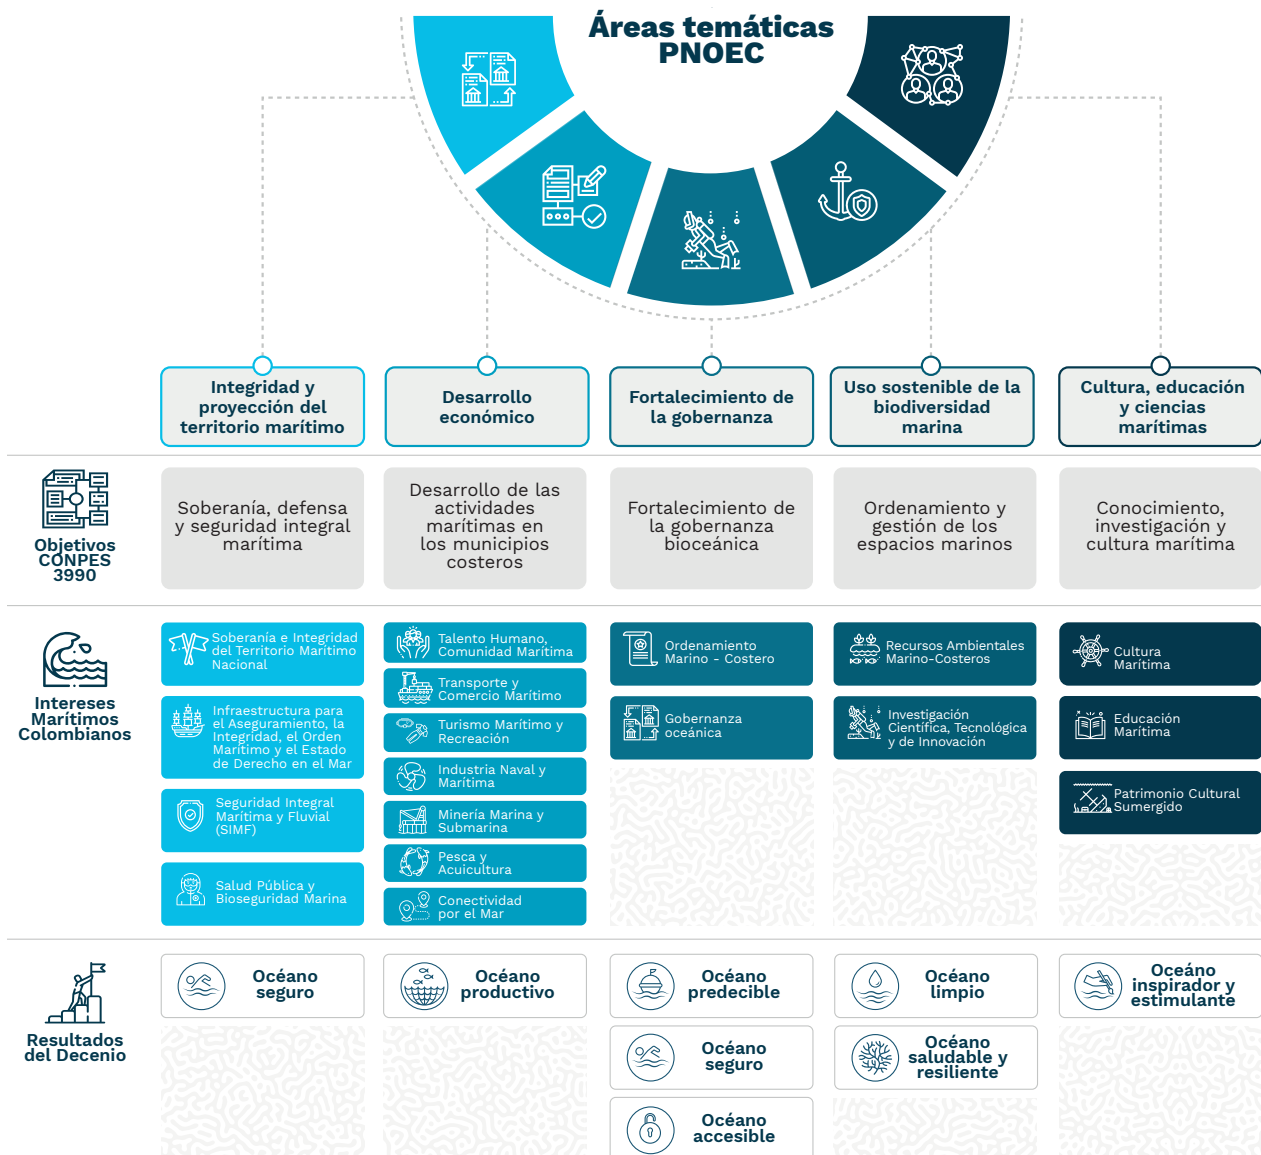 Áreas temáticas
PNOEC
Integridad y
proyección del
territorio marítimo
Desarrollo
económico
Fortalecimiento de
la gobernanza
Uso sostenible de la
biodiversidad
marina
Cultura, educación
y ciencias
marítimas
Objetivos
CONPES
3990
Soberanía, defensa
y seguridad integral
marítima
Desarrollo de las
actividades
marítimas en
los municipios
costeros
Fortalecimiento de
la gobernanza
bioceánica
Ordenamiento y
gestión de los
espacios marinos
Conocimiento,
investigación y
cultura marítima
Intereses
Marítimos
Colombianos
Soberanía e Integridad
del Territorio Marítimo
Nacional
Infraestructura para
el Aseguramiento, la
Integridad, el Orden
Marítimo y el Estado
de Derecho en el Mar
Seguridad Integral
Marítima y Fluvial
(SIMF)
Salud Pública y
Bioseguridad Marina
Talento Humano,
Comunidad Marítima
Transporte y
Comercio Marítimo
Turismo Marítimo y
Recreación
Industria Naval y
Marítima
Minería Marina y
Submarina
Pesca y
Acuicultura
Conectividad
por el Mar
Ordenamiento
Marino - Costero
Gobernanza
oceánica
Recursos Ambientales
Marino-Costeros
Investigación
Científica, Tecnológica
y de Innovación
Cultura
Marítima
Educación
Marítima
Patrimonio Cultural
Sumergido
Resultados
del Decenio
Océano
seguro
Océano
productivo
Océano
predecible
Océano
seguro
Océano
accesible
Océano
limpio
Océano
saludable y
resiliente
Oceáno
inspirador y
estimulante